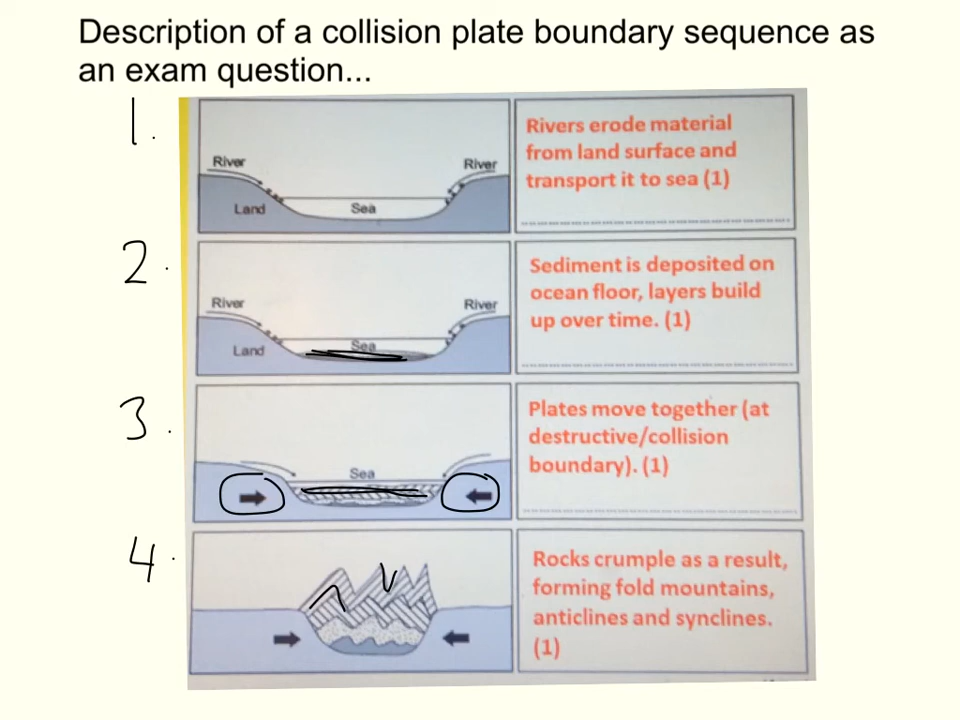 Description of a collision plate boundary sequence as
an exam question...
1.
River
River
Land
Sea
Rivers erode material
from land surface and
transport it to sea (1)
2.
River
River
Land
Sea
Sediment is deposited on
ocean floor, layers build
up over time. (1)
3.
Sea
Plates move together (at
destructive/collision
boundary). (1)
4.
Rocks crumple as a result,
forming fold mountains,
anticlines and synclines.
(1)